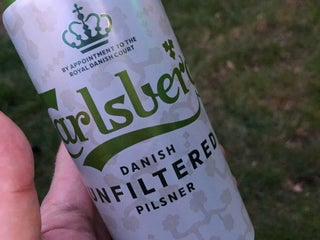 BY APPOINTMENT TO THE
ROYAL DANISH COURT
Carlsberg
DANISH
UNFILTERED
PILSNER